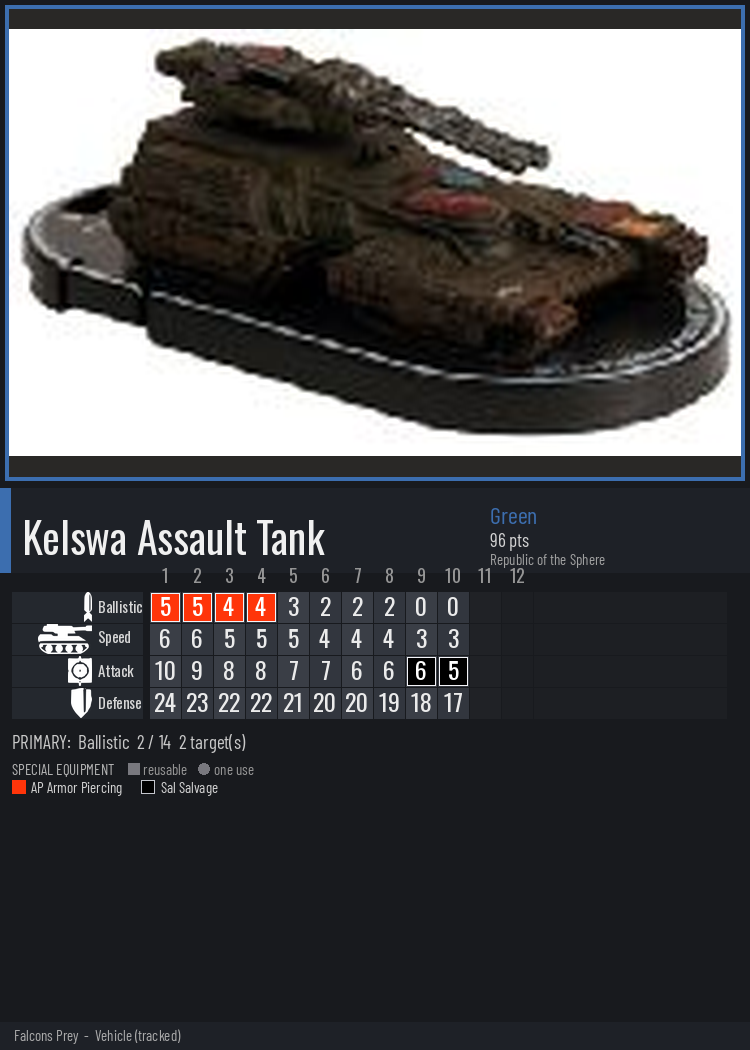 Kelswa Assault Tank
Green
96 pts
Republic of the Sphere
1 2 3 4 5 6 7 8 9 10 11 12
Ballistic 5 5 4 4 3 2 2 2 0 0
Speed 6 6 5 5 5 4 4 4 3 3
Attack 10 9 8 8 7 7 6 6 6 5
Defense 24 23 22 22 21 20 20 19 18 17
PRIMARY: Ballistic 2 / 14 2 target(s)
SPECIAL EQUIPMENT reusable one use
AP Armor Piercing Sal Salvage
Falcons Prey - Vehicle (tracked)